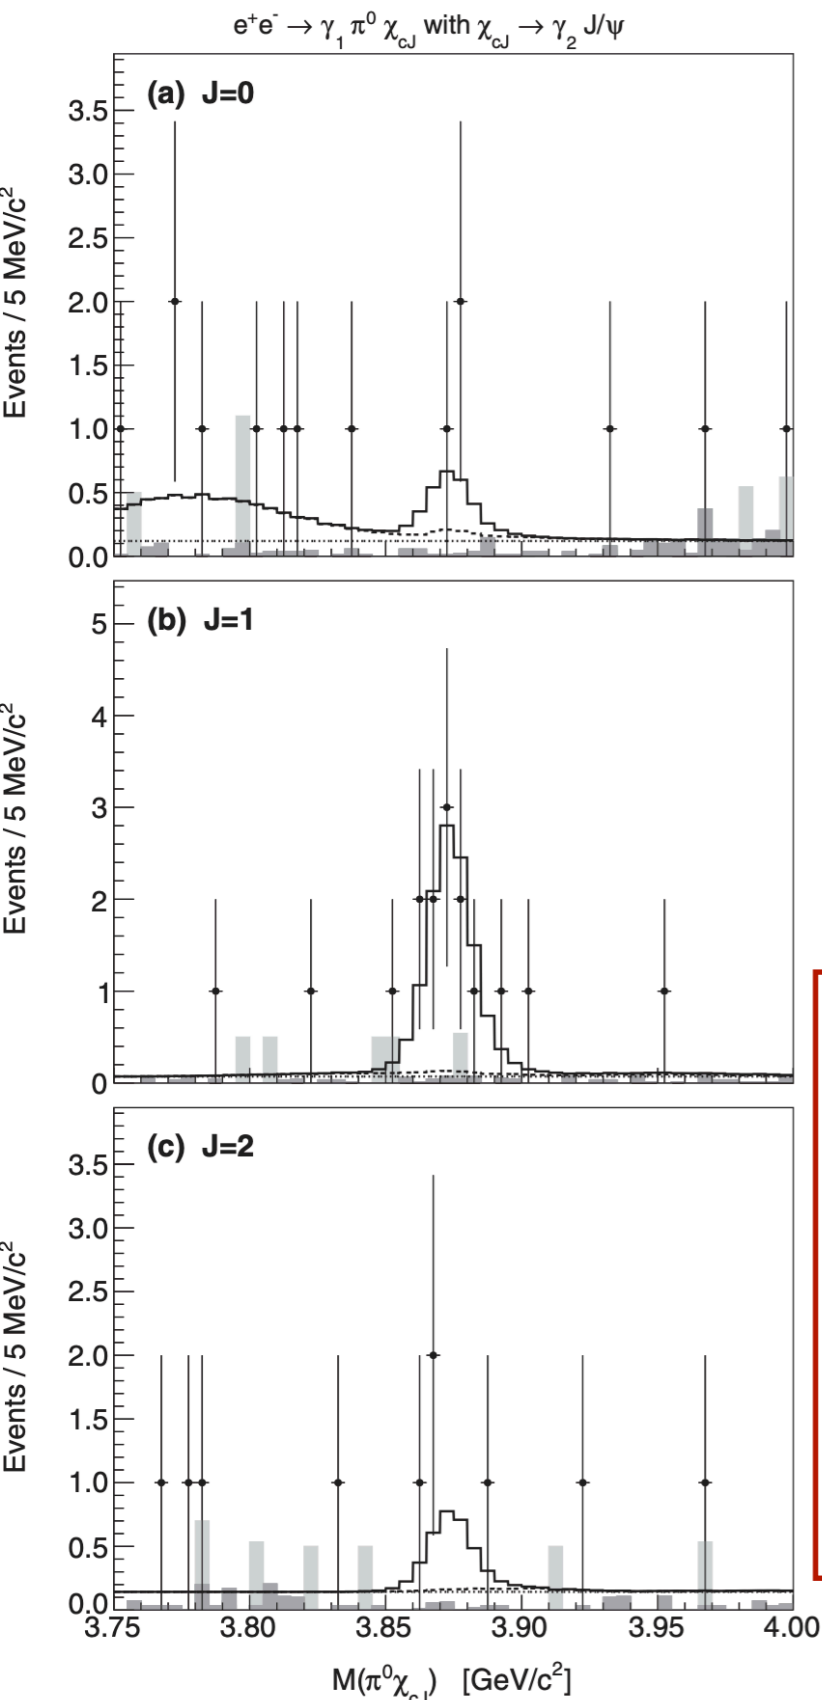 e⁺e⁻ → γ₁ π⁰ χ_cJ with χ_cJ → γ₂ J/ψ
(a) J=0
Events / 5 MeV/c²
3.5
3.0
2.5
2.0
1.5
1.0
0.5
0.0
(b) J=1
Events / 5 MeV/c²
5
4
3
2
1
0
(c) J=2
Events / 5 MeV/c²
3.5
3.0
2.5
2.0
1.5
1.0
0.5
0.0
3.75 3.80 3.85 3.90 3.95 4.00
M(π⁰χ_cJ) [GeV/c²]